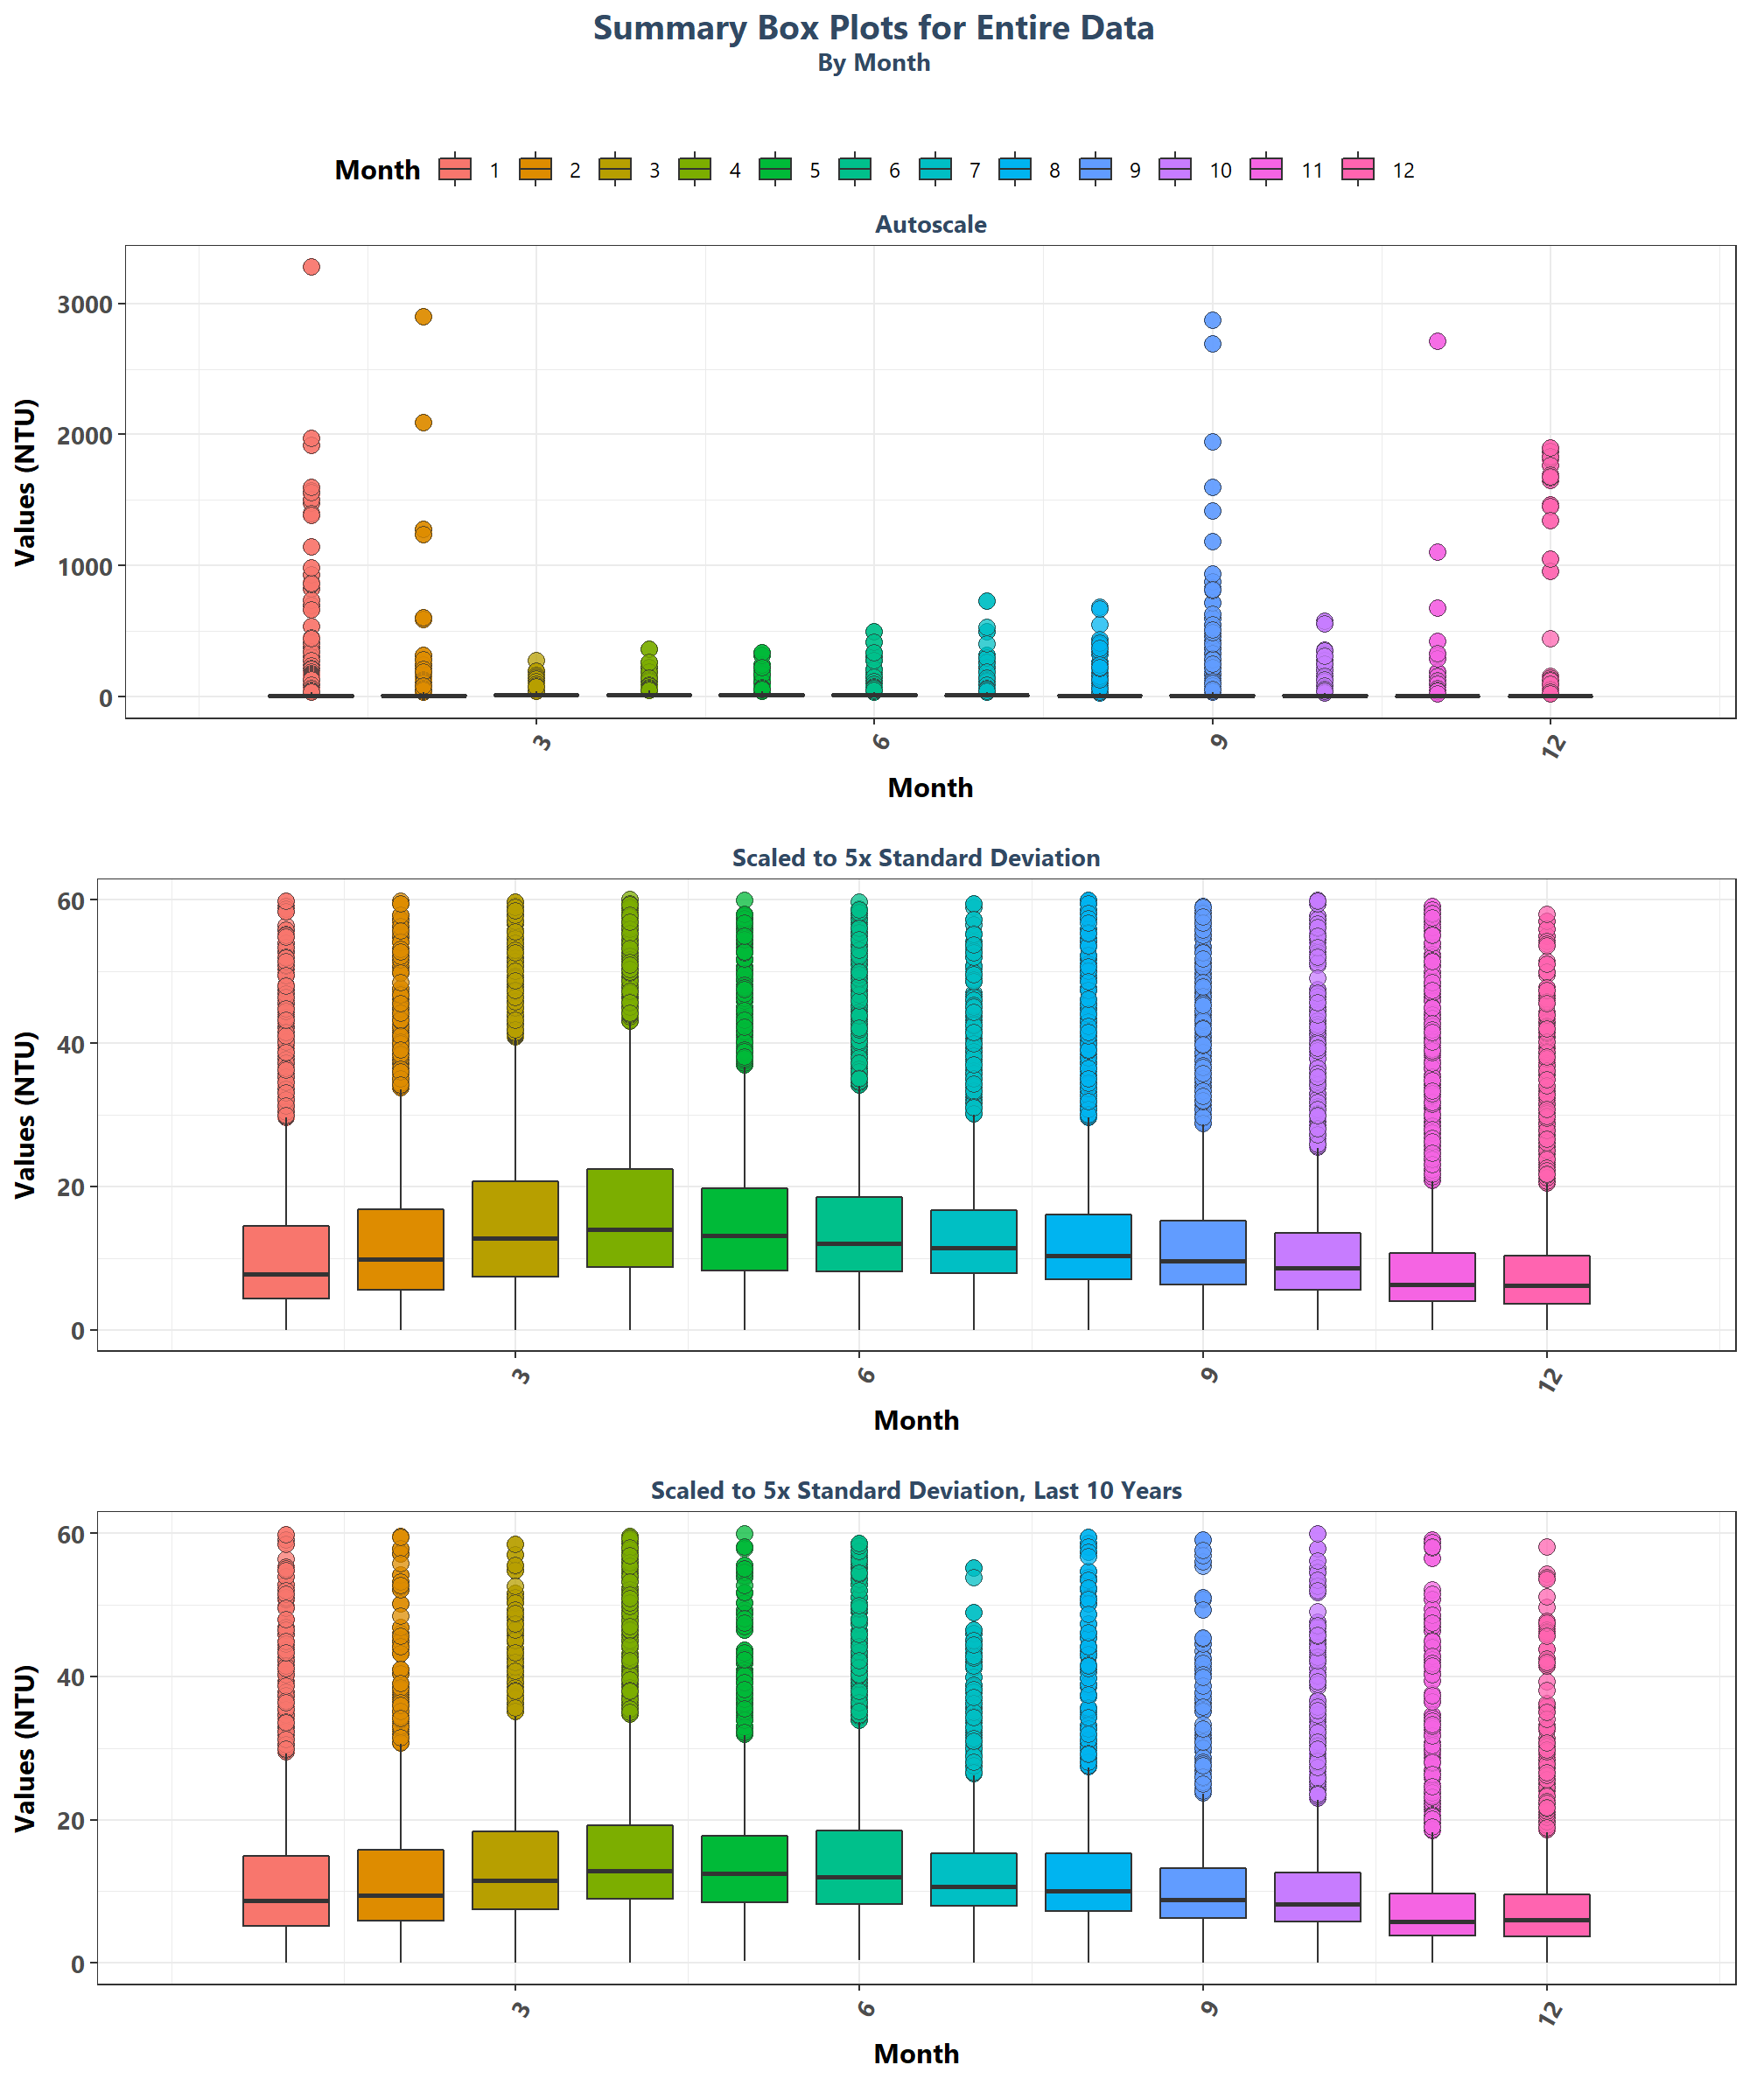 Summary Box Plots for Entire Data
By Month
Month 1 2 3 4 5 6 7 8 9 10 11 12
Autoscale
Values (NTU)
3000
2000
1000
0
3 6 9 12
Month
Scaled to 5x Standard Deviation
Values (NTU)
60
40
20
0
3 6 9 12
Month
Scaled to 5x Standard Deviation, Last 10 Years
Values (NTU)
60
40
20
0
3 6 9 12
Month